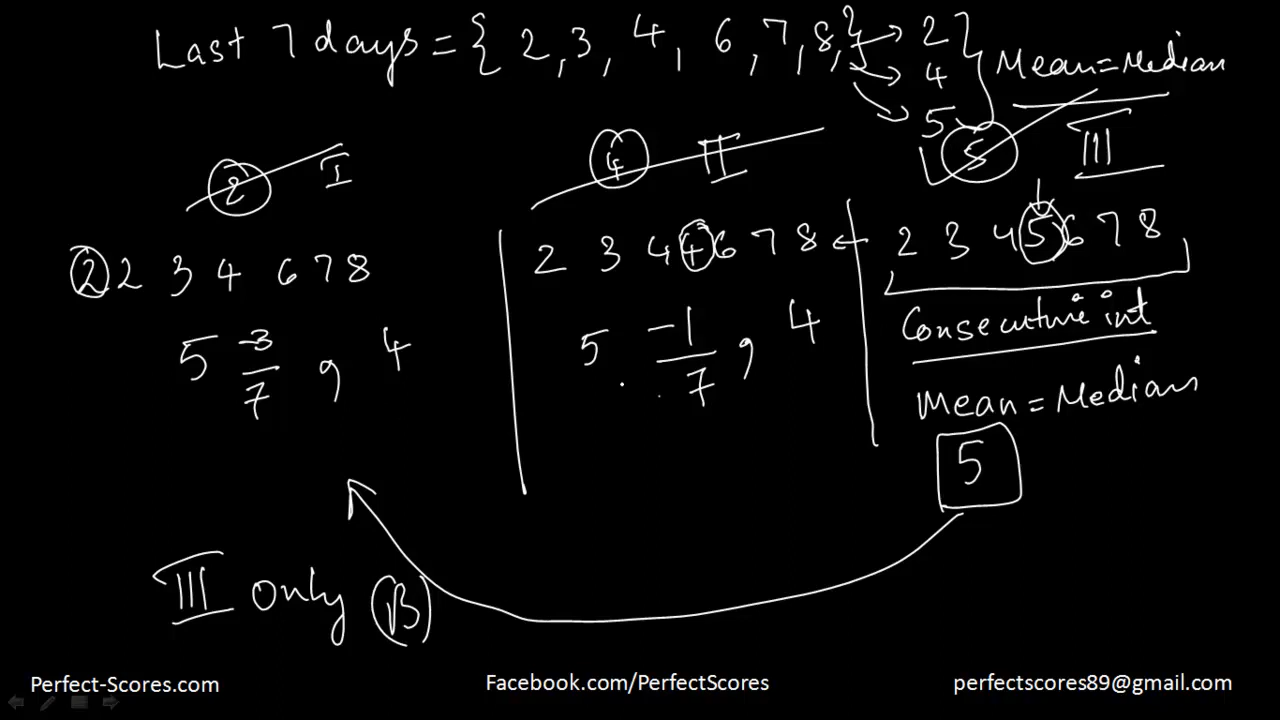 Last 7 days = { 2, 3, 4, 6, 7, 8, } → 2
→ 4
→ 5
Mean = Median
2 I
4 II
5 III
2 2 3 4 6 7 8
2 3 4 4 6 7 8
2 3 4 5 6 7 8
5 -3/7, 4
5 -1/7, 4
Consecutive int
Mean = Median
5
III only B
Perfect-Scores.com
Facebook.com/PerfectScores
perfectscores89@gmail.com